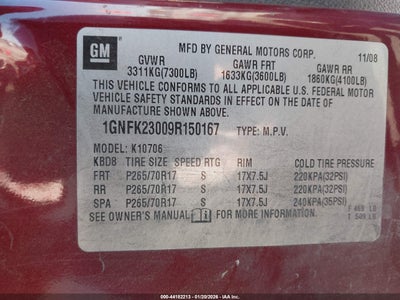 GM
MFD BY GENERAL MOTORS CORP.
11/08
GVWR GAWR FRT GAWR RR
3311KG(7300LB) 1633KG(3600LB) 1860KG(4100LB)
THIS VEHICLE CONFORMS TO ALL APPLICABLE U.S. FEDERAL MOTOR
VEHICLE SAFETY STANDARDS IN EFFECT ON THE DATE OF
MANUFACTURE SHOWN ABOVE.
1GNFK23009R150167 TYPE: M.P.V.
MODEL: K10706
KBDB TIRE SIZE SPEED RTG RIM COLD TIRE PRESSURE
FRT P265/70R17 S 17X7.5J 220KPA(32PSI)
RR P265/70R17 S 17X7.5J 220KPA(32PSI)
SPA P265/70R17 S 17X7.5J 240KPA(35PSI)
SEE OWNER'S MANUAL FOR MORE INFORMATION.
000-44182213 - 01/20/2026 - IAAI.COM